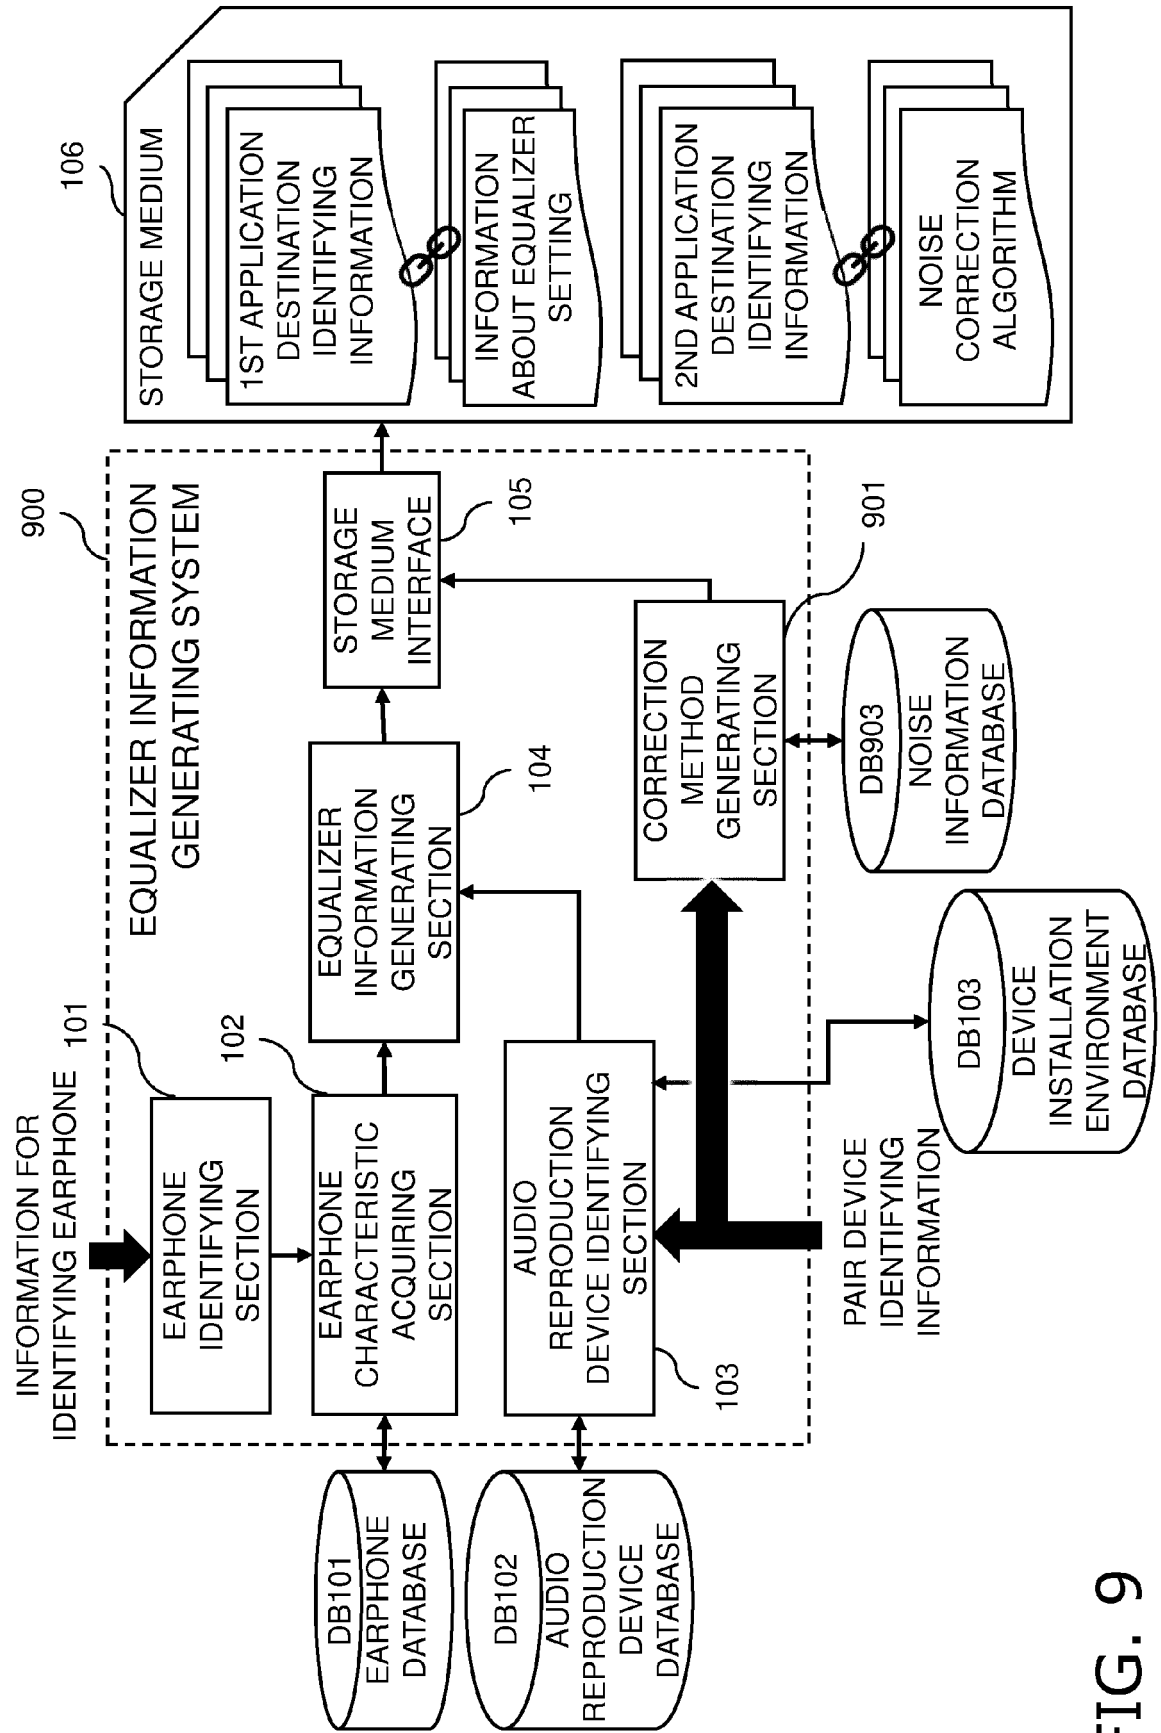 INFORMATION FOR
IDENTIFYING EARPHONE
101
900
EQUALIZER INFORMATION
GENERATING SYSTEM
EARPHONE
IDENTIFYING
SECTION
102
EARPHONE
CHARACTERISTIC
ACQUIRING
SECTION
EQUALIZER
INFORMATION
GENERATING
SECTION
104
STORAGE
MEDIUM
INTERFACE
105
DB101
EARPHONE
DATABASE
DB102
AUDIO
REPRODUCTION
DEVICE
DATABASE
AUDIO
REPRODUCTION
DEVICE IDENTIFYING
SECTION
103
CORRECTION
METHOD
GENERATING
SECTION
901
PAIR DEVICE
IDENTIFYING
INFORMATION
DB103
DEVICE
INSTALLATION
ENVIRONMENT
DATABASE
DB903
NOISE
INFORMATION
DATABASE
106
STORAGE MEDIUM
1ST APPLICATION
DESTINATION
IDENTIFYING
INFORMATION
INFORMATION
ABOUT EQUALIZER
SETTING
2ND APPLICATION
DESTINATION
IDENTIFYING
INFORMATION
NOISE
CORRECTION
ALGORITHM
FIG. 9